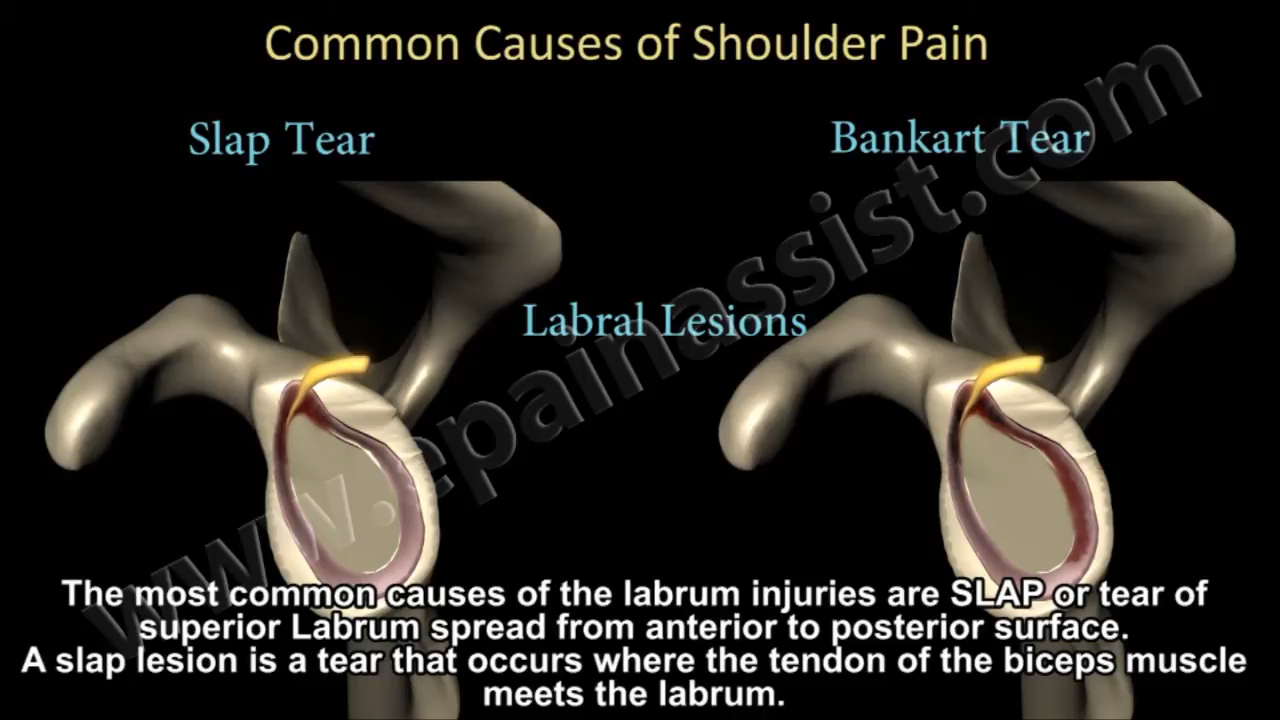 Common Causes of Shoulder Pain
Slap Tear
Bankart Tear
Labral Lesions
www.epainassist.com
The most common causes of the labrum injuries are SLAP or tear of
superior Labrum spread from anterior to posterior surface.
A slap lesion is a tear that occurs where the tendon of the biceps muscle
meets the labrum.